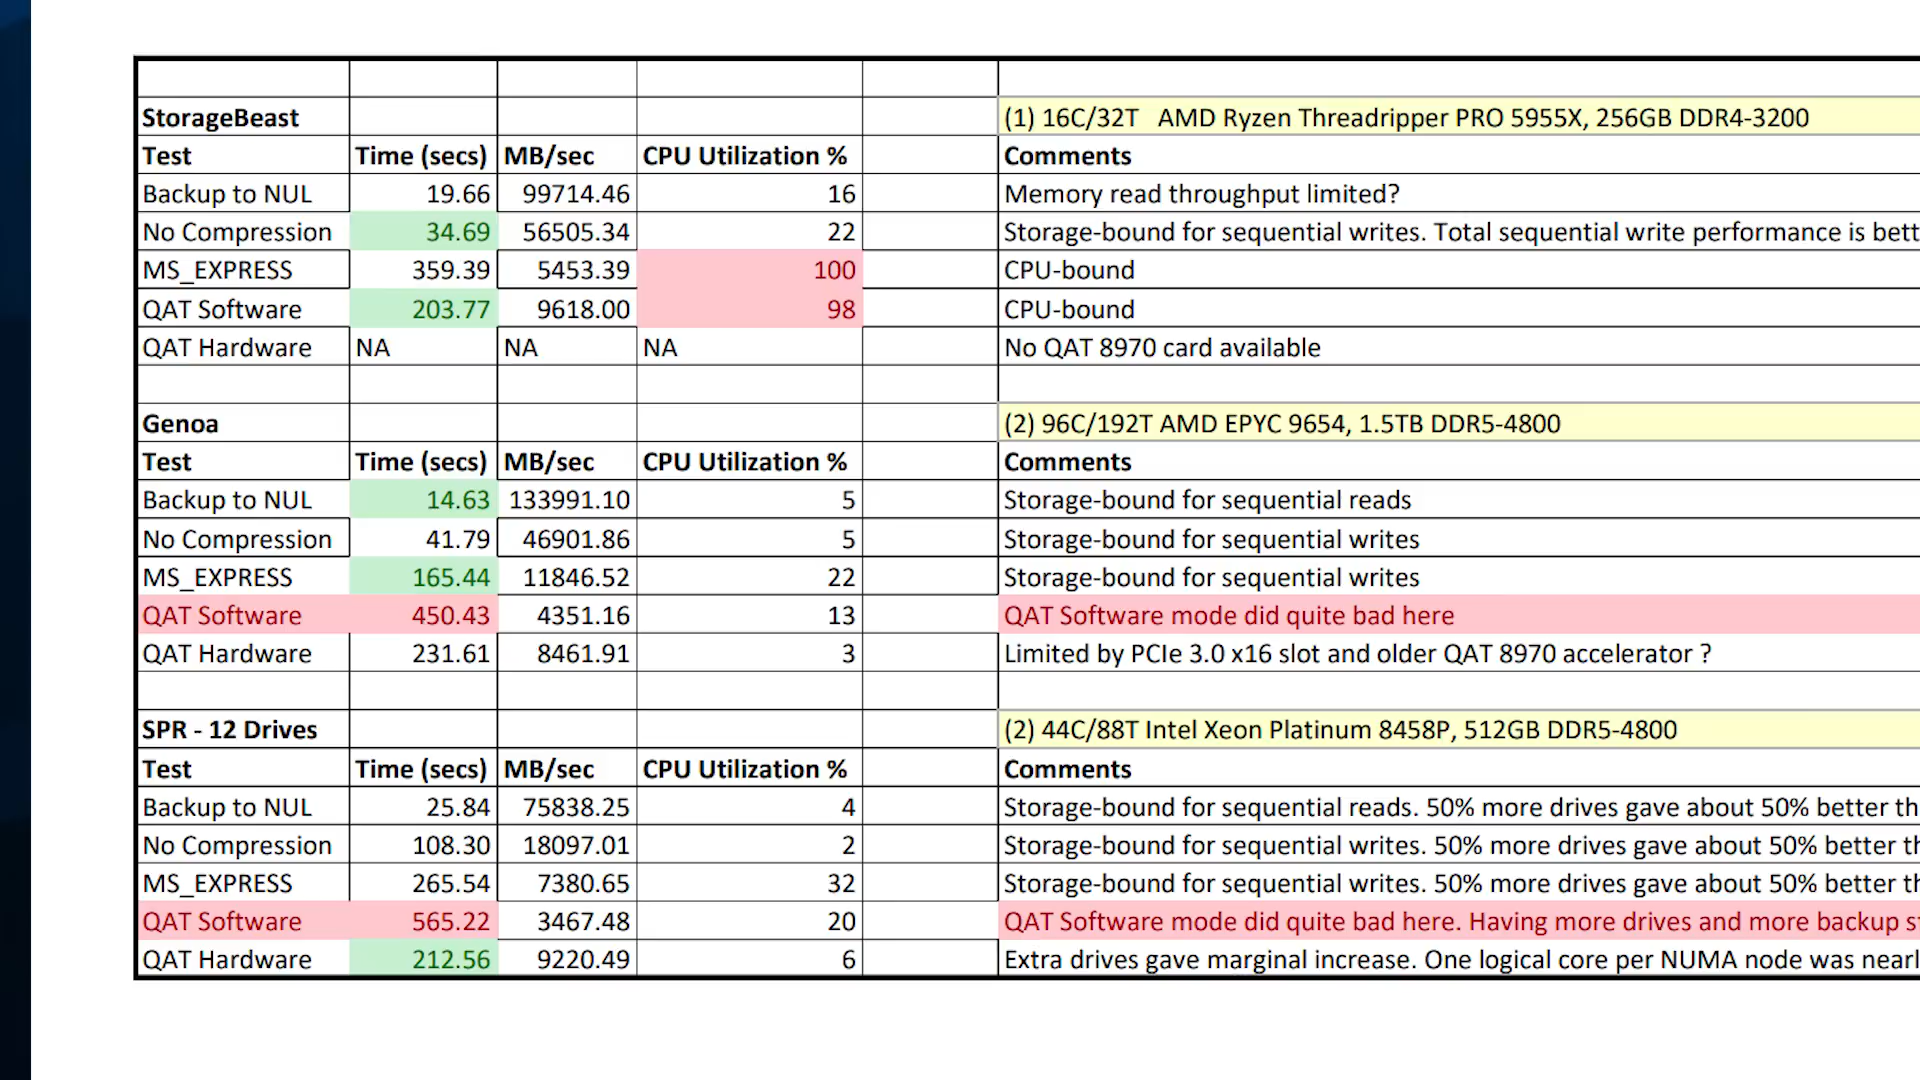 StorageBeast (1) 16C/32T AMD Ryzen Threadripper PRO 5955X, 256GB DDR4-3200
Test Time (secs) MB/sec CPU Utilization % Comments
Backup to NUL 19.66 99714.46 16 Memory read throughput limited?
No Compression 34.69 56505.34 22 Storage-bound for sequential writes. Total sequential write performance is bett
MS_EXPRESS 359.39 5453.39 100 CPU-bound
QAT Software 203.77 9618.00 98 CPU-bound
QAT Hardware NA NA NA No QAT 8970 card available
Genoa (2) 96C/192T AMD EPYC 9654, 1.5TB DDR5-4800
Test Time (secs) MB/sec CPU Utilization % Comments
Backup to NUL 14.63 133991.10 5 Storage-bound for sequential reads
No Compression 41.79 46901.86 5 Storage-bound for sequential writes
MS_EXPRESS 165.44 11846.52 22 Storage-bound for sequential writes
QAT Software 450.43 4351.16 13 QAT Software mode did quite bad here
QAT Hardware 231.61 8461.91 3 Limited by PCIe 3.0 x16 slot and older QAT 8970 accelerator ?
SPR - 12 Drives (2) 44C/88T Intel Xeon Platinum 8458P, 512GB DDR5-4800
Test Time (secs) MB/sec CPU Utilization % Comments
Backup to NUL 25.84 75838.25 4 Storage-bound for sequential reads. 50% more drives gave about 50% better th
No Compression 108.30 18097.01 2 Storage-bound for sequential writes. 50% more drives gave about 50% better th
MS_EXPRESS 265.54 7380.65 32 Storage-bound for sequential writes. 50% more drives gave about 50% better th
QAT Software 565.22 3467.48 20 QAT Software mode did quite bad here. Having more drives and more backup st
QAT Hardware 212.56 9220.49 6 Extra drives gave marginal increase. One logical core per NUMA node was nearl